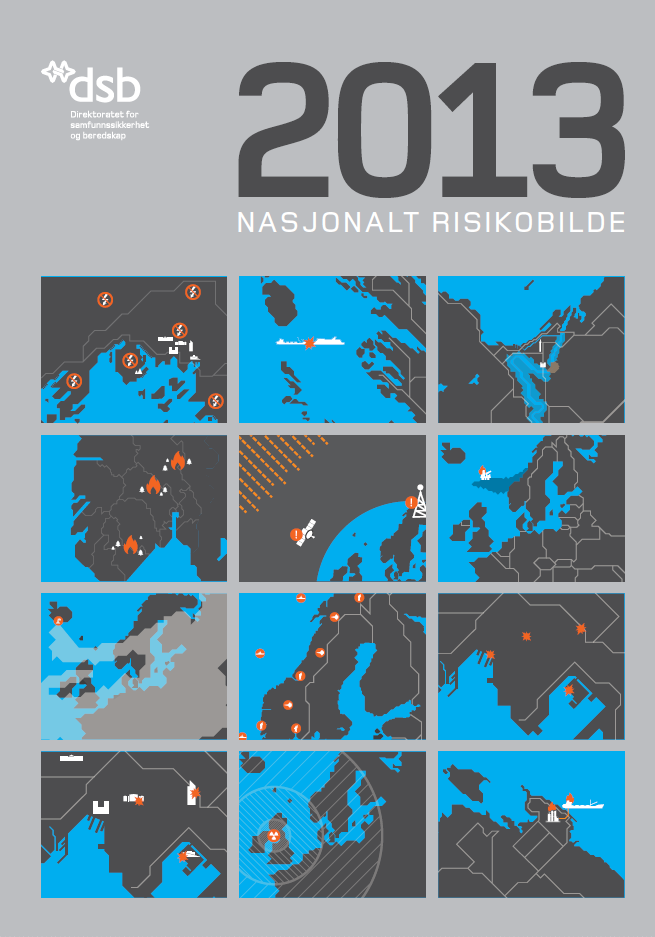 dsb
Direktoratet for
samfunnssikkerhet
og beredskap
2013
NASJONALT RISIKOBILDE